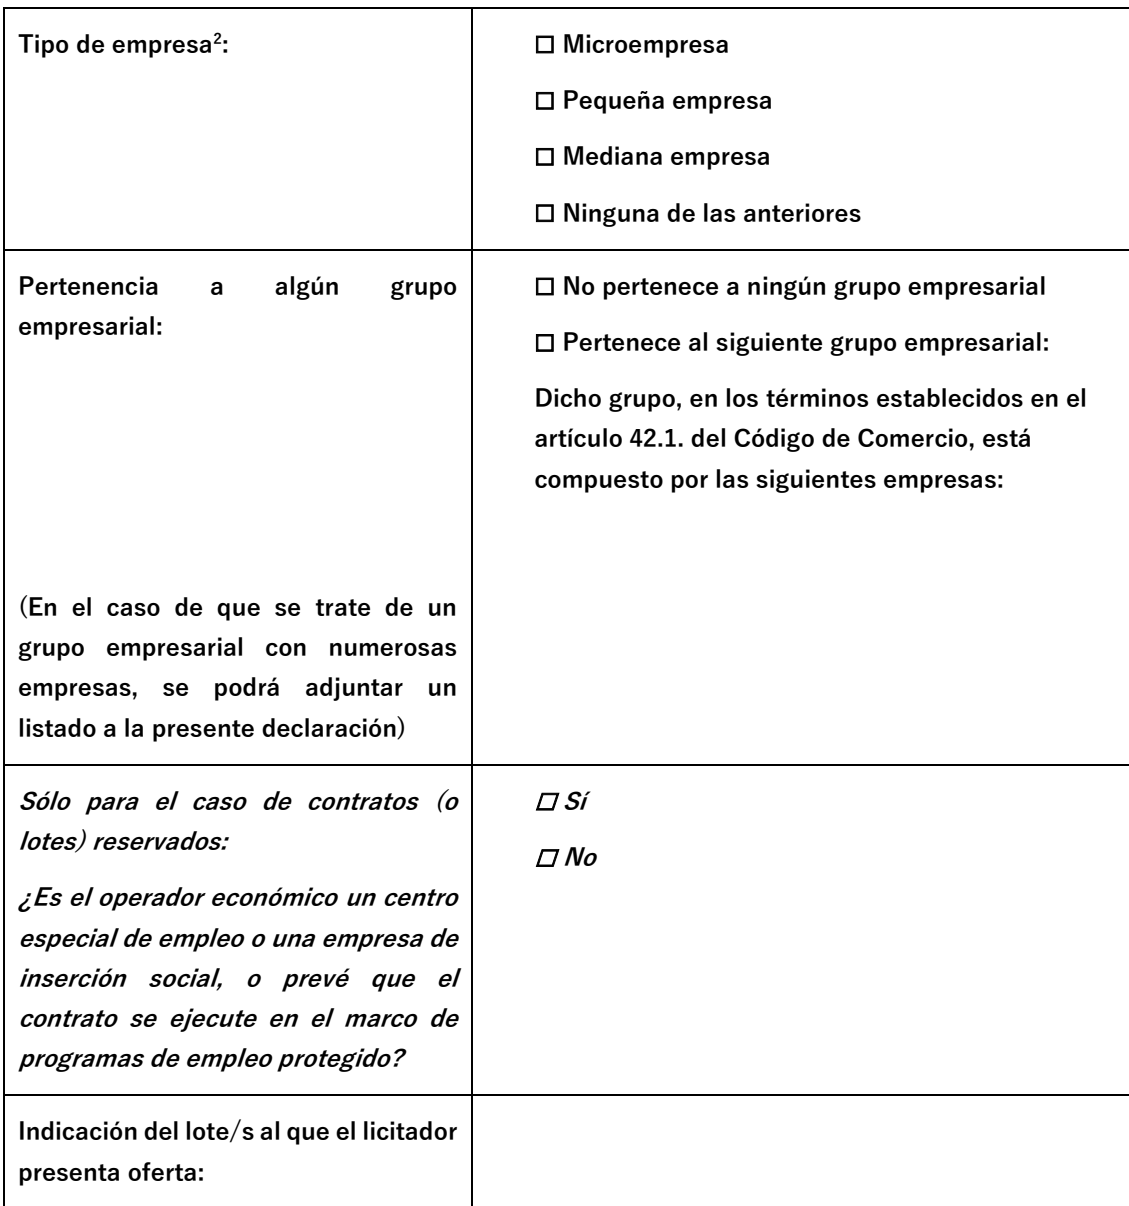 Tipo de empresa²:
☐ Microempresa
☐ Pequeña empresa
☐ Mediana empresa
☐ Ninguna de las anteriores
Pertenencia a algún grupo
empresarial:
(En el caso de que se trate de un
grupo empresarial con numerosas
empresas, se podrá adjuntar un
listado a la presente declaración)
☐ No pertenece a ningún grupo empresarial
☐ Pertenece al siguiente grupo empresarial:
Dicho grupo, en los términos establecidos en el
artículo 42.1. del Código de Comercio, está
compuesto por las siguientes empresas:
Sólo para el caso de contratos (o
lotes) reservados:
¿Es el operador económico un centro
especial de empleo o una empresa de
inserción social, o prevé que el
contrato se ejecute en el marco de
programas de empleo protegido?
☐ Sí
☐ No
Indicación del lote/s al que el licitador
presenta oferta: